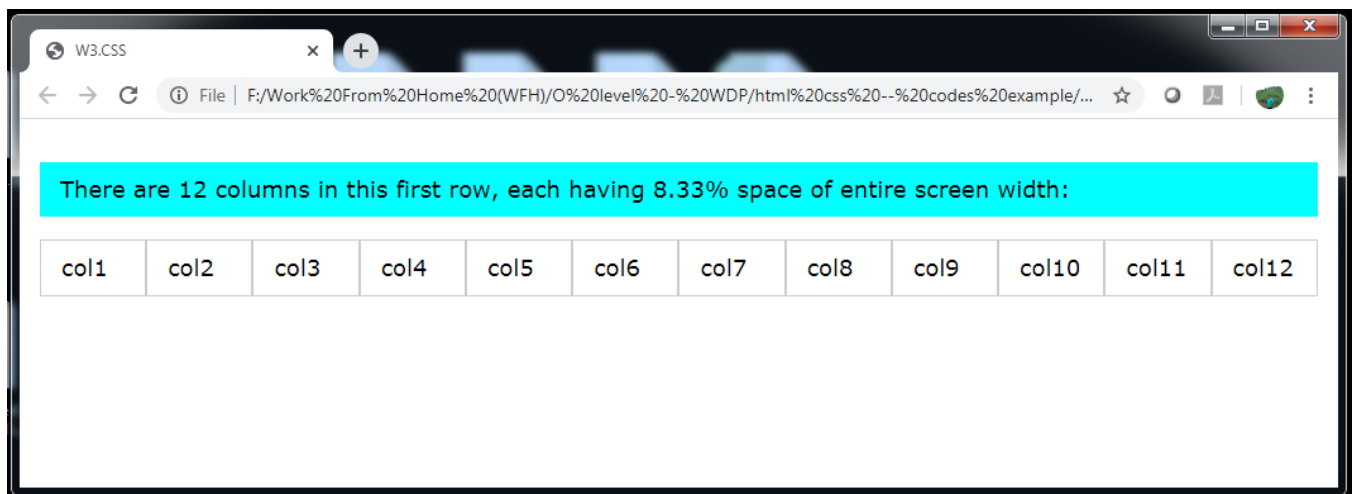 W3.CSS
File F:/Work%20From%20Home%20(WFH)/O%20level%20-%20WDP/html%20css%20--%20codes%20example/...
There are 12 columns in this first row, each having 8.33% space of entire screen width:
col1 col2 col3 col4 col5 col6 col7 col8 col9 col10 col11 col12